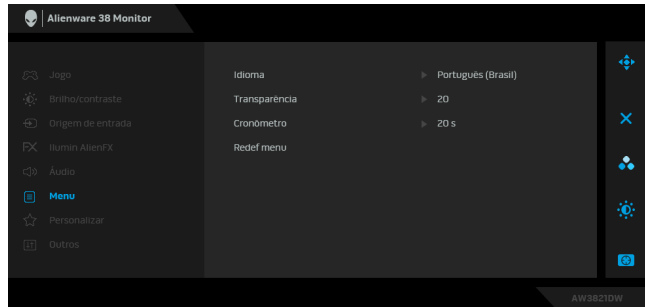 Alienware 38 Monitor
Jogo
Brilho/contraste
Origem de entrada
FX Ilumin AlienFX
Áudio
Menu
Personalizar
Outros
Idioma Português (Brasil)
Transparência 20
Cronômetro 20 s
Redef menu
AW3821DW